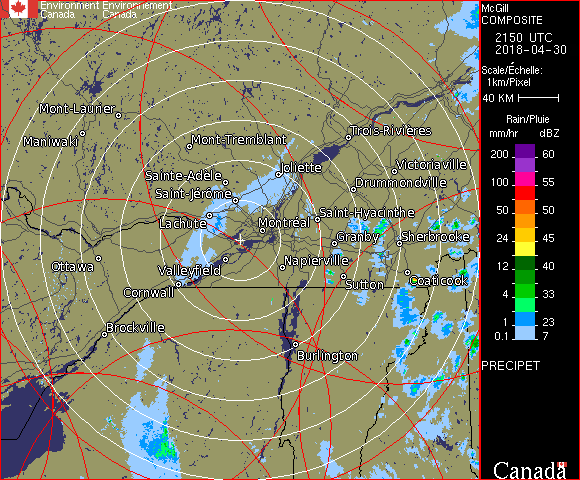 Environment Environnement
Canada Canada
McGill
COMPOSITE
2150 UTC
2018-04-30
Scale/Échelle:
1km/Pixel
40 KM
Rain/Pluie
mm/hr dBZ
200 60
100 55
50 50
24 45
12 40
4 33
1 23
0.1 7
PRECIPET
Canada
Mont-Laurier
Maniwaki
Mont-Tremblant
Trois-Rivières
Victoriaville
Joliette
Sainte-Adèle
Drummondville
Saint-Jérôme
Saint-Hyacinthe
Lachute
Montréal
Granby
Sherbrooke
Ottawa
Napierville
Valleyfield
Coaticook
Sutton
Cornwall
Brockville
Burlington